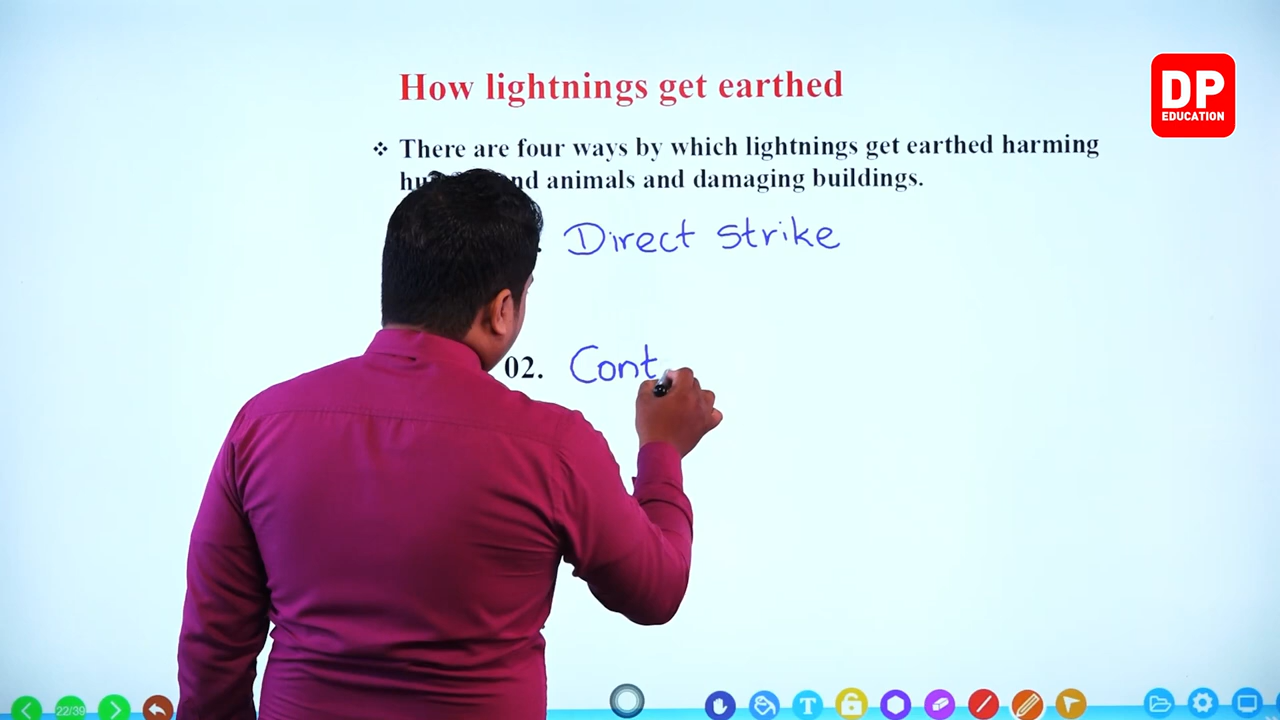 How lightnings get earthed
DP
EDUCATION
❖ There are four ways by which lightnings get earthed harming
and animals and damaging buildings.
Direct strike
02. Cont
22/39